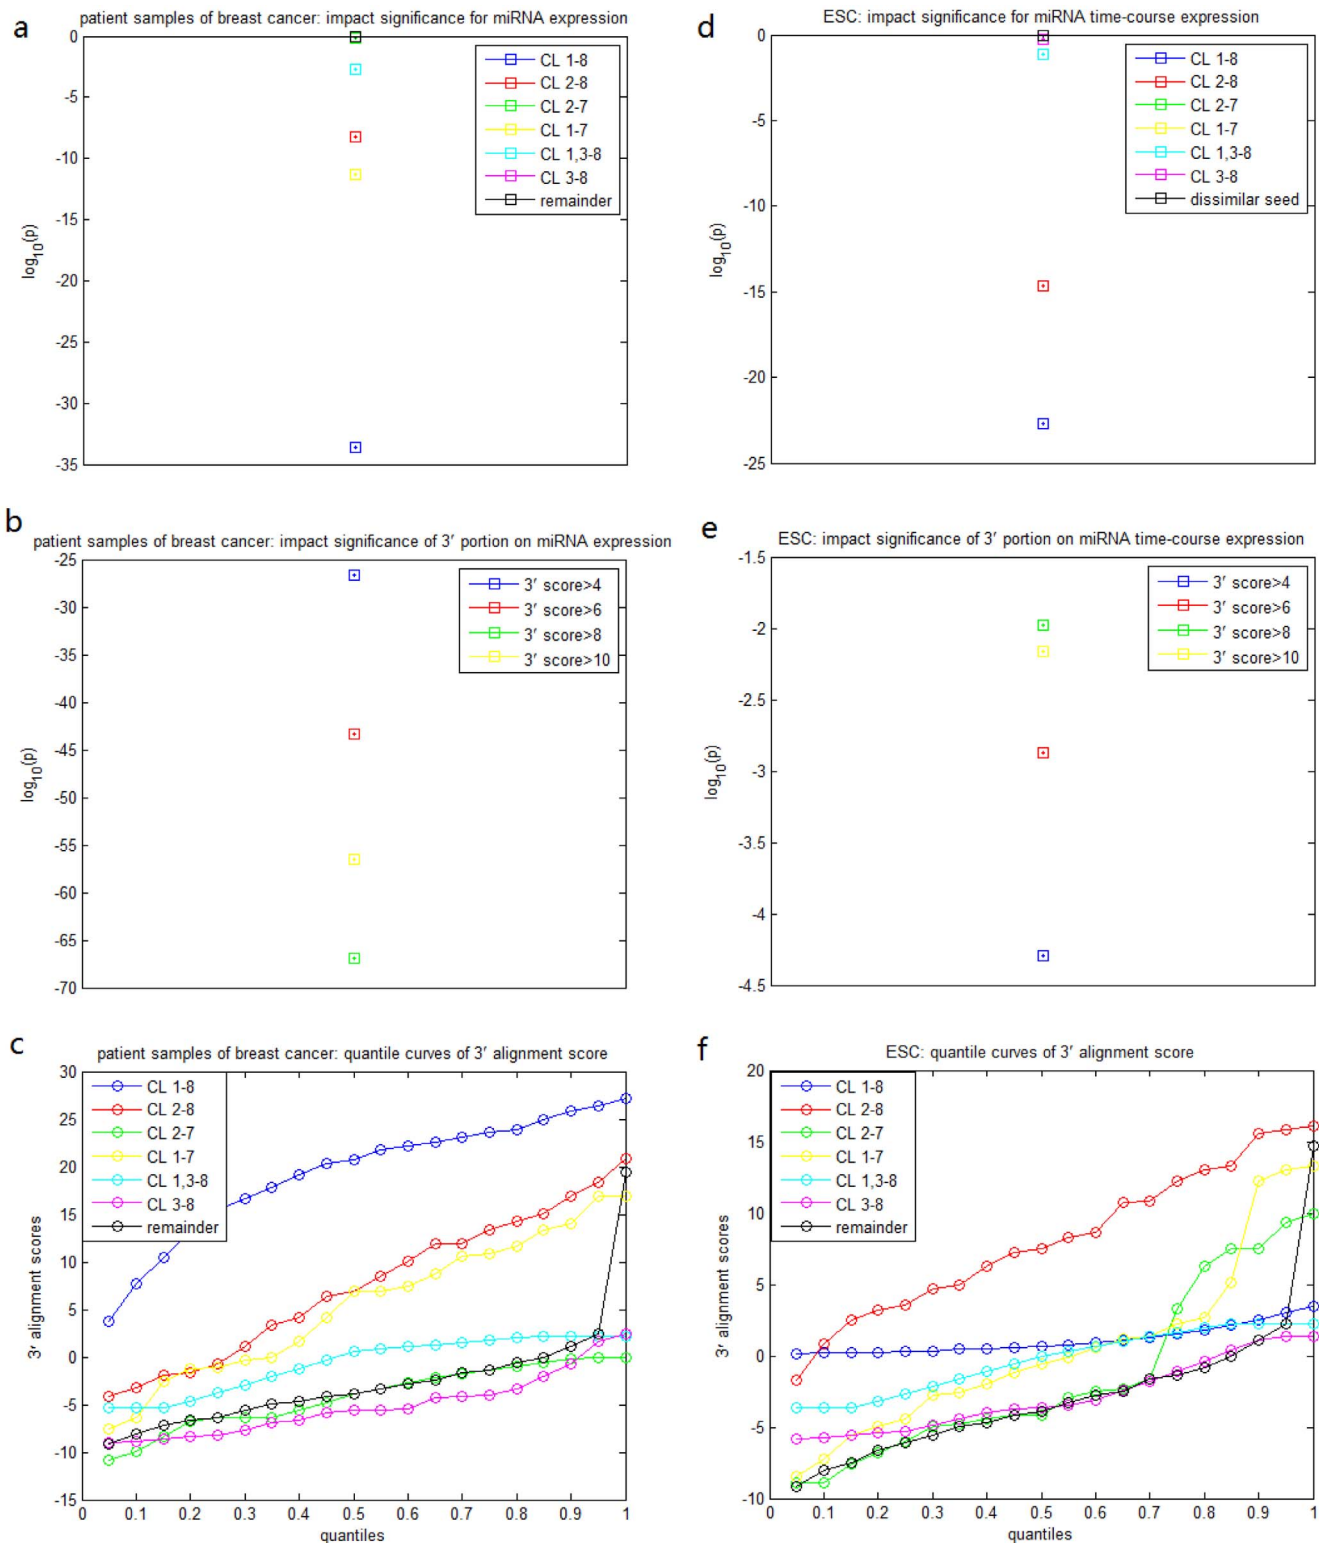 a
patient samples of breast cancer: impact significance for miRNA expression
0
-5
-10
-15
-20
-25
-30
-35
log10(p)
CL 1-8
CL 2-8
CL 2-7
CL 1-7
CL 1,3-8
CL 3-8
remainder
d
ESC: impact significance for miRNA time-course expression
0
-5
-10
-15
-20
-25
log10(p)
CL 1-8
CL 2-8
CL 2-7
CL 1-7
CL 1,3-8
CL 3-8
dissimilar seed
b
patient samples of breast cancer: impact significance of 3′ portion on miRNA expression
-25
-30
-35
-40
-45
-50
-55
-60
-65
-70
log10(p)
3′ score>4
3′ score>6
3′ score>8
3′ score>10
e
ESC: impact significance of 3′ portion on miRNA time-course expression
-1.5
-2
-2.5
-3
-3.5
-4
-4.5
log10(p)
3′ score>4
3′ score>6
3′ score>8
3′ score>10
c
patient samples of breast cancer: quantile curves of 3′ alignment score
30
25
20
15
10
5
0
-5
-10
-15
3′ alignment scores
CL 1-8
CL 2-8
CL 2-7
CL 1-7
CL 1,3-8
CL 3-8
remainder
0 0.1 0.2 0.3 0.4 0.5 0.6 0.7 0.8 0.9 1
quantiles
f
ESC: quantile curves of 3′ alignment score
20
15
10
5
0
-5
-10
3′ alignment scores
CL 1-8
CL 2-8
CL 2-7
CL 1-7
CL 1,3-8
CL 3-8
remainder
0 0.1 0.2 0.3 0.4 0.5 0.6 0.7 0.8 0.9 1
quantiles